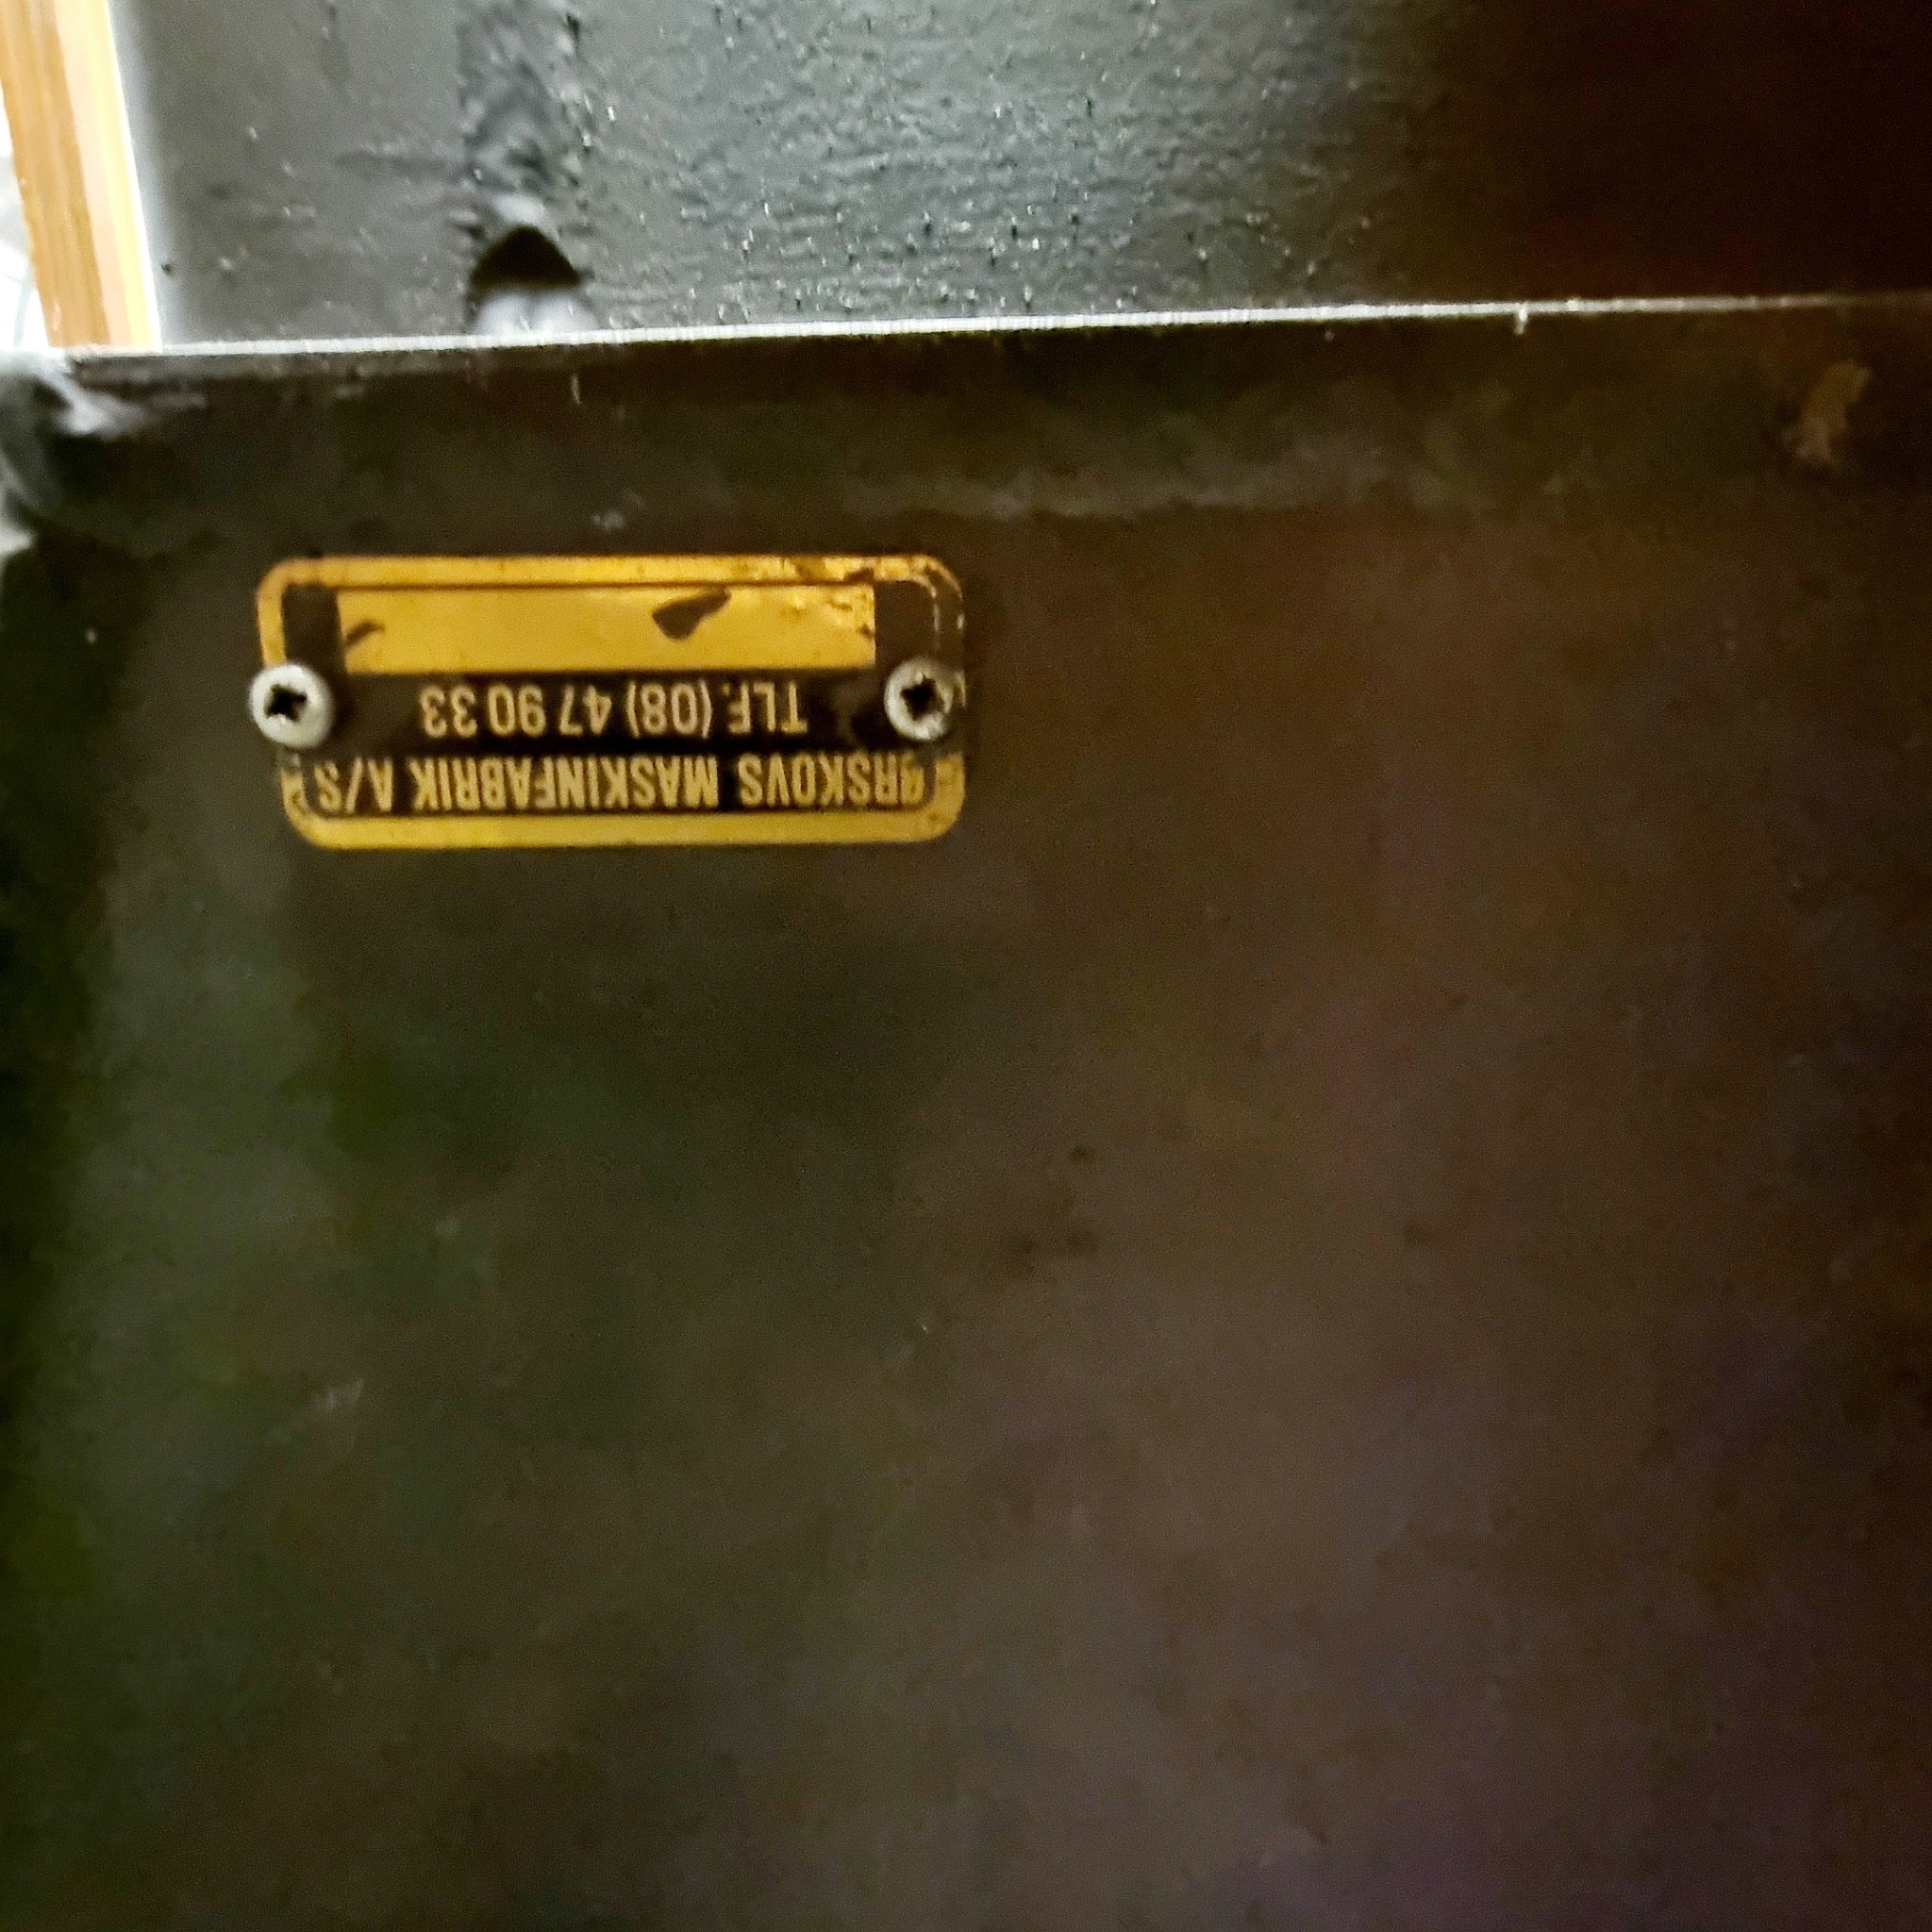 ØRSKOVS MASKINFABRIK A/S
TLF. (08) 47 90 33